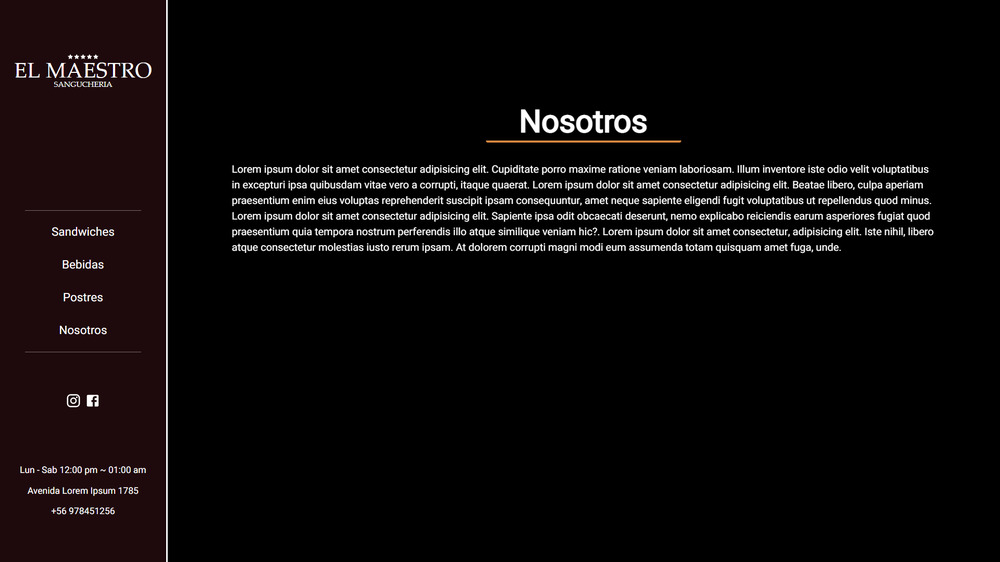 EL MAESTRO
SANGUCHERIA
Sandwiches
Bebidas
Postres
Nosotros
Lun - Sab 12:00 pm ~ 01:00 am
Avenida Lorem Ipsum 1785
+56 978451256
Nosotros
Lorem ipsum dolor sit amet consectetur adipisicing elit. Cupiditate porro maxime ratione veniam laboriosam. Illum inventore iste odio velit voluptatibus
in excepturi ipsa quibusdam vitae vero a corrupti, itaque quaerat. Lorem ipsum dolor sit amet consectetur adipisicing elit. Beatae libero, culpa aperiam
praesentium enim eius voluptas reprehenderit suscipit ipsam consequuntur, amet neque sapiente eligendi fugit voluptatibus ut repellendus quod minus.
Lorem ipsum dolor sit amet consectetur adipisicing elit. Sapiente ipsa odit obcaecati deserunt, nemo explicabo reiciendis earum asperiores fugiat quod
praesentium quia tempora nostrum perferendis illo atque similique veniam hic?. Lorem ipsum dolor sit amet consectetur, adipisicing elit. Iste nihil, libero
atque consectetur molestias iusto rerum ipsam. At dolorem corrupti magni modi eum assumenda totam quisquam amet fuga, unde.